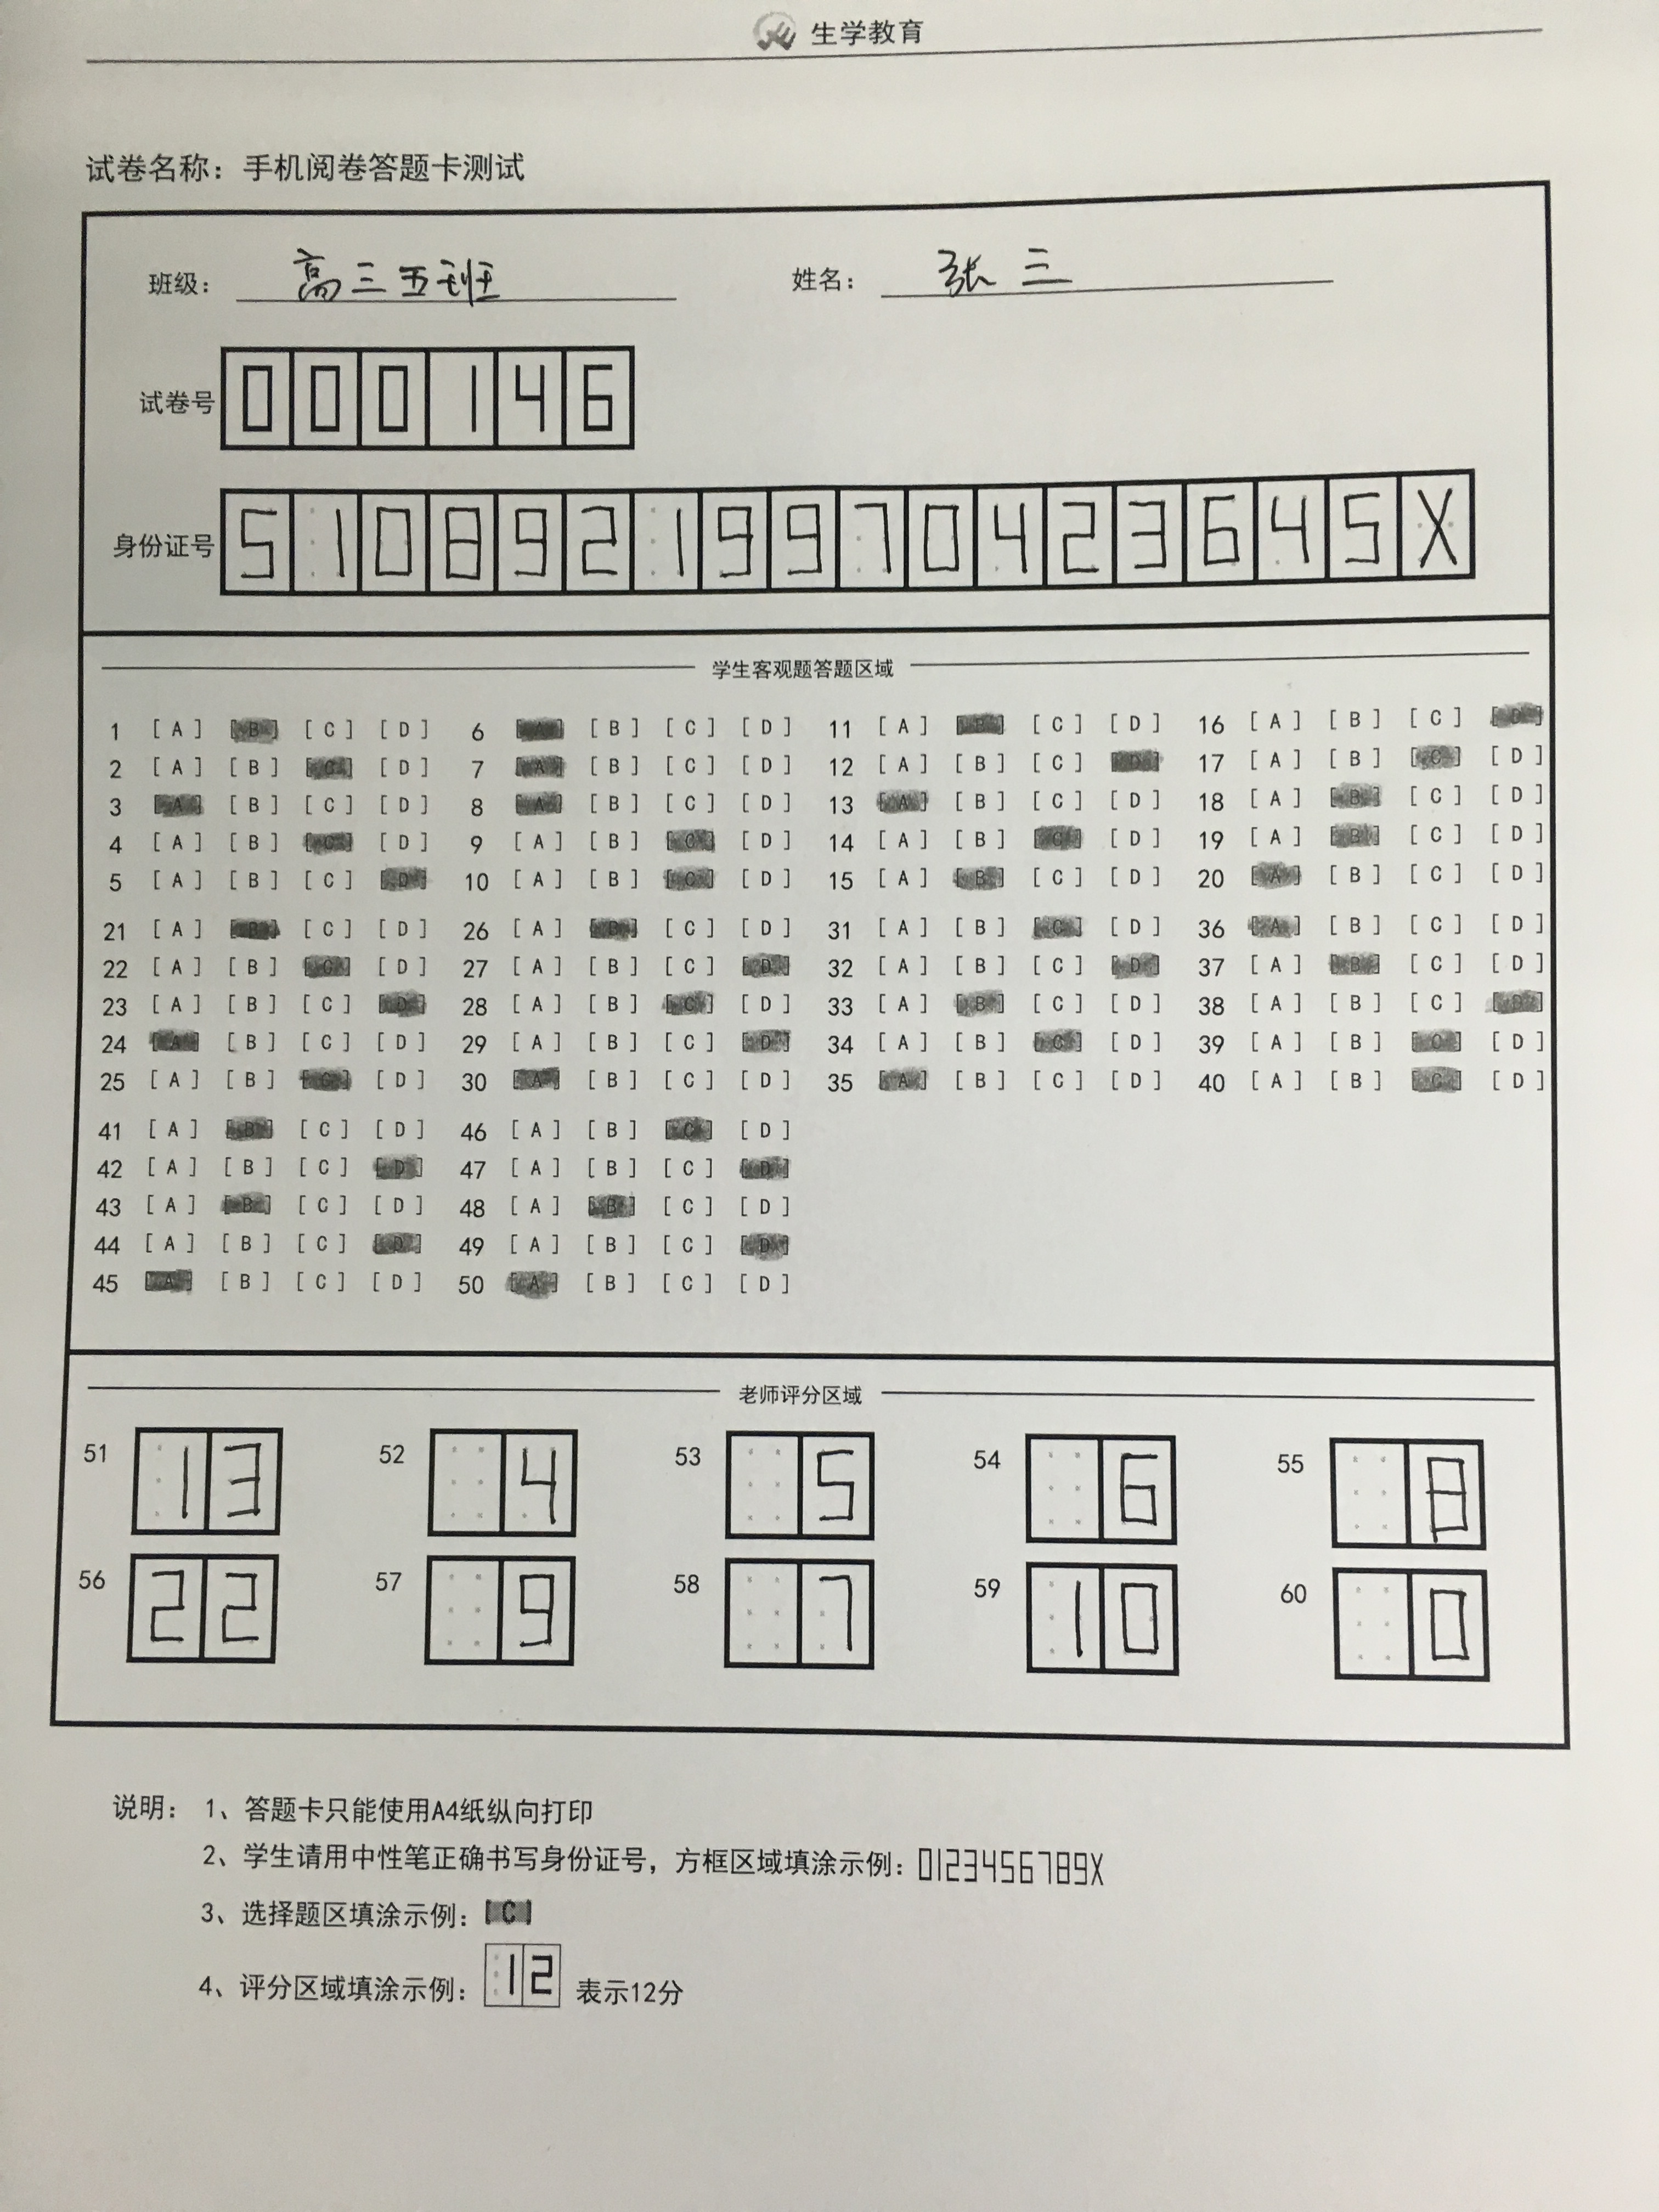 生学教育
试卷名称：手机阅卷答题卡测试
班级： 高三五班 姓名： 张三
试卷号 000146
身份证号 51089219970423645X
学生客观题答题区域
1 [A] [B] [C] [D] 6 [A] [B] [C] [D] 11 [A] [B] [C] [D] 16 [A] [B] [C] [D]
2 [A] [B] [C] [D] 7 [A] [B] [C] [D] 12 [A] [B] [C] [D] 17 [A] [B] [C] [D]
3 [A] [B] [C] [D] 8 [A] [B] [C] [D] 13 [A] [B] [C] [D] 18 [A] [B] [C] [D]
4 [A] [B] [C] [D] 9 [A] [B] [C] [D] 14 [A] [B] [C] [D] 19 [A] [B] [C] [D]
5 [A] [B] [C] [D] 10 [A] [B] [C] [D] 15 [A] [B] [C] [D] 20 [A] [B] [C] [D]
21 [A] [B] [C] [D] 26 [A] [B] [C] [D] 31 [A] [B] [C] [D] 36 [A] [B] [C] [D]
22 [A] [B] [C] [D] 27 [A] [B] [C] [D] 32 [A] [B] [C] [D] 37 [A] [B] [C] [D]
23 [A] [B] [C] [D] 28 [A] [B] [C] [D] 33 [A] [B] [C] [D] 38 [A] [B] [C] [D]
24 [A] [B] [C] [D] 29 [A] [B] [C] [D] 34 [A] [B] [C] [D] 39 [A] [B] [C] [D]
25 [A] [B] [C] [D] 30 [A] [B] [C] [D] 35 [A] [B] [C] [D] 40 [A] [B] [C] [D]
41 [A] [B] [C] [D] 46 [A] [B] [C] [D]
42 [A] [B] [C] [D] 47 [A] [B] [C] [D]
43 [A] [B] [C] [D] 48 [A] [B] [C] [D]
44 [A] [B] [C] [D] 49 [A] [B] [C] [D]
45 [A] [B] [C] [D] 50 [A] [B] [C] [D]
老师评分区域
51 13 52 4 53 5 54 6 55 8
56 22 57 9 58 7 59 10 60 0
说明： 1、答题卡只能使用A4纸纵向打印
2、学生请用中性笔正确书写身份证号，方框区域填涂示例：0123456789X
3、选择题区填涂示例：[C]
4、评分区域填涂示例：12 表示12分